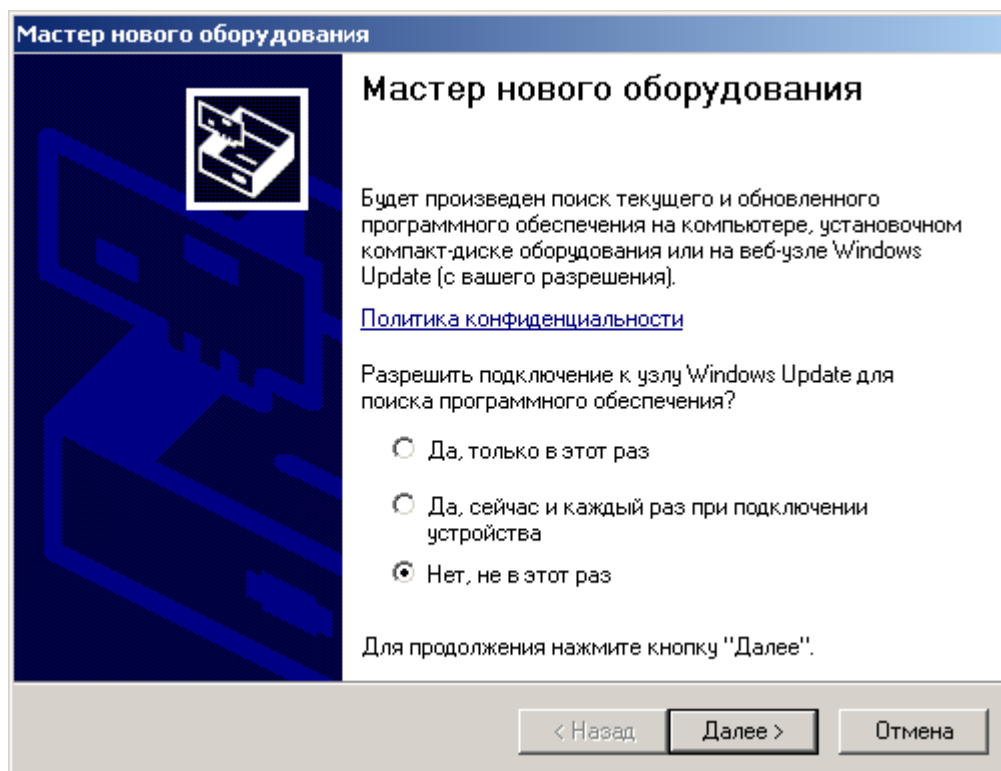 Мастер нового оборудования
Мастер нового оборудования
Будет произведен поиск текущего и обновленного
программного обеспечения на компьютере, установочном
компакт-диске оборудования или на веб-узле Windows
Update (с вашего разрешения).
Политика конфиденциальности
Разрешить подключение к узлу Windows Update для
поиска программного обеспечения?
Да, только в этот раз
Да, сейчас и каждый раз при подключении
устройства
Нет, не в этот раз
Для продолжения нажмите кнопку "Далее".
< Назад Далее > Отмена